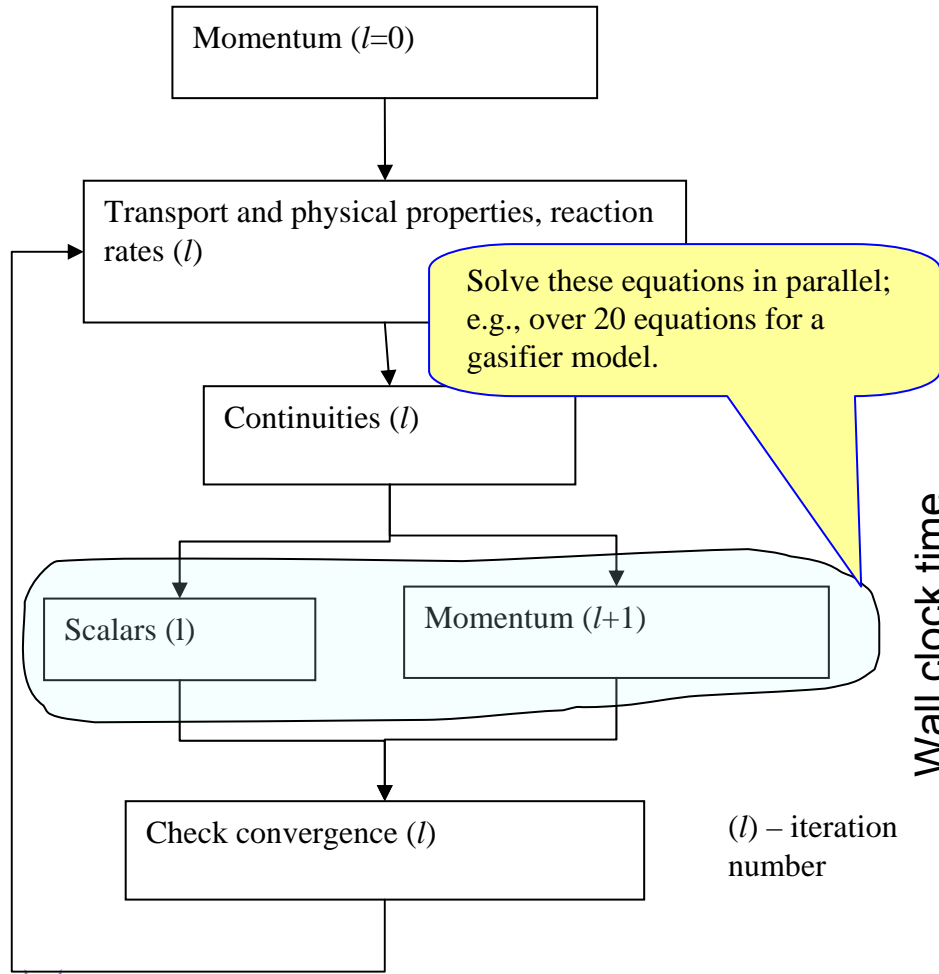 Momentum (l=0)
Transport and physical properties, reaction
rates (l)
Solve these equations in parallel;
e.g., over 20 equations for a
gasifier model.
Continuities (l)
Scalars (l)
Momentum (l+1)
Wall clock time
Check convergence (l)
(l) – iteration
number